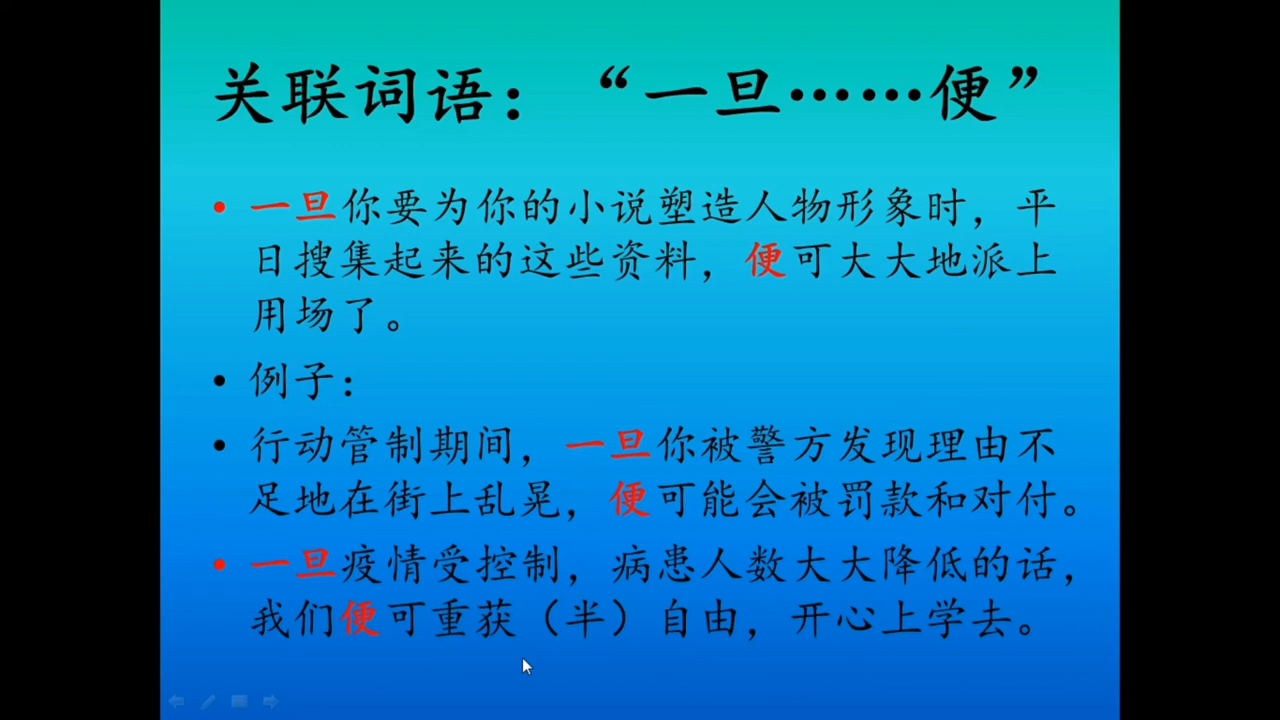 关联词语：“一旦……便”
• 一旦你要为你的小说塑造人物形象时，平
日搜集起来的这些资料，便可大大地派上
用场了。
• 例子：
• 行动管制期间，一旦你被警方发现理由不
足地在街上乱晃，便可能会被罚款和对付。
• 一旦疫情受控制，病患人数大大降低的话，
我们便可重获（半）自由，开心上学去。